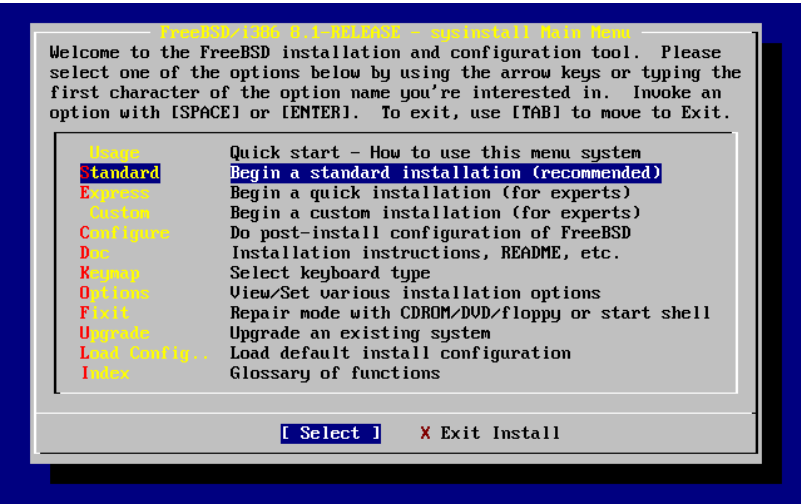 FreeBSD/i386 8.1-RELEASE - sysinstall Main Menu
Welcome to the FreeBSD installation and configuration tool.  Please
select one of the options below by using the arrow keys or typing the
first character of the option name you're interested in.  Invoke an
option with [SPACE] or [ENTER].  To exit, use [TAB] to move to Exit.
Usage Quick start - How to use this menu system
Standard Begin a standard installation (recommended)
Express Begin a quick installation (for experts)
Custom Begin a custom installation (for experts)
Configure Do post-install configuration of FreeBSD
Doc Installation instructions, README, etc.
Keymap Select keyboard type
Options View/Set various installation options
Fixit Repair mode with CDROM/DVD/floppy or start shell
Upgrade Upgrade an existing system
Load Config.. Load default install configuration
Index Glossary of functions
[ Select ] X Exit Install